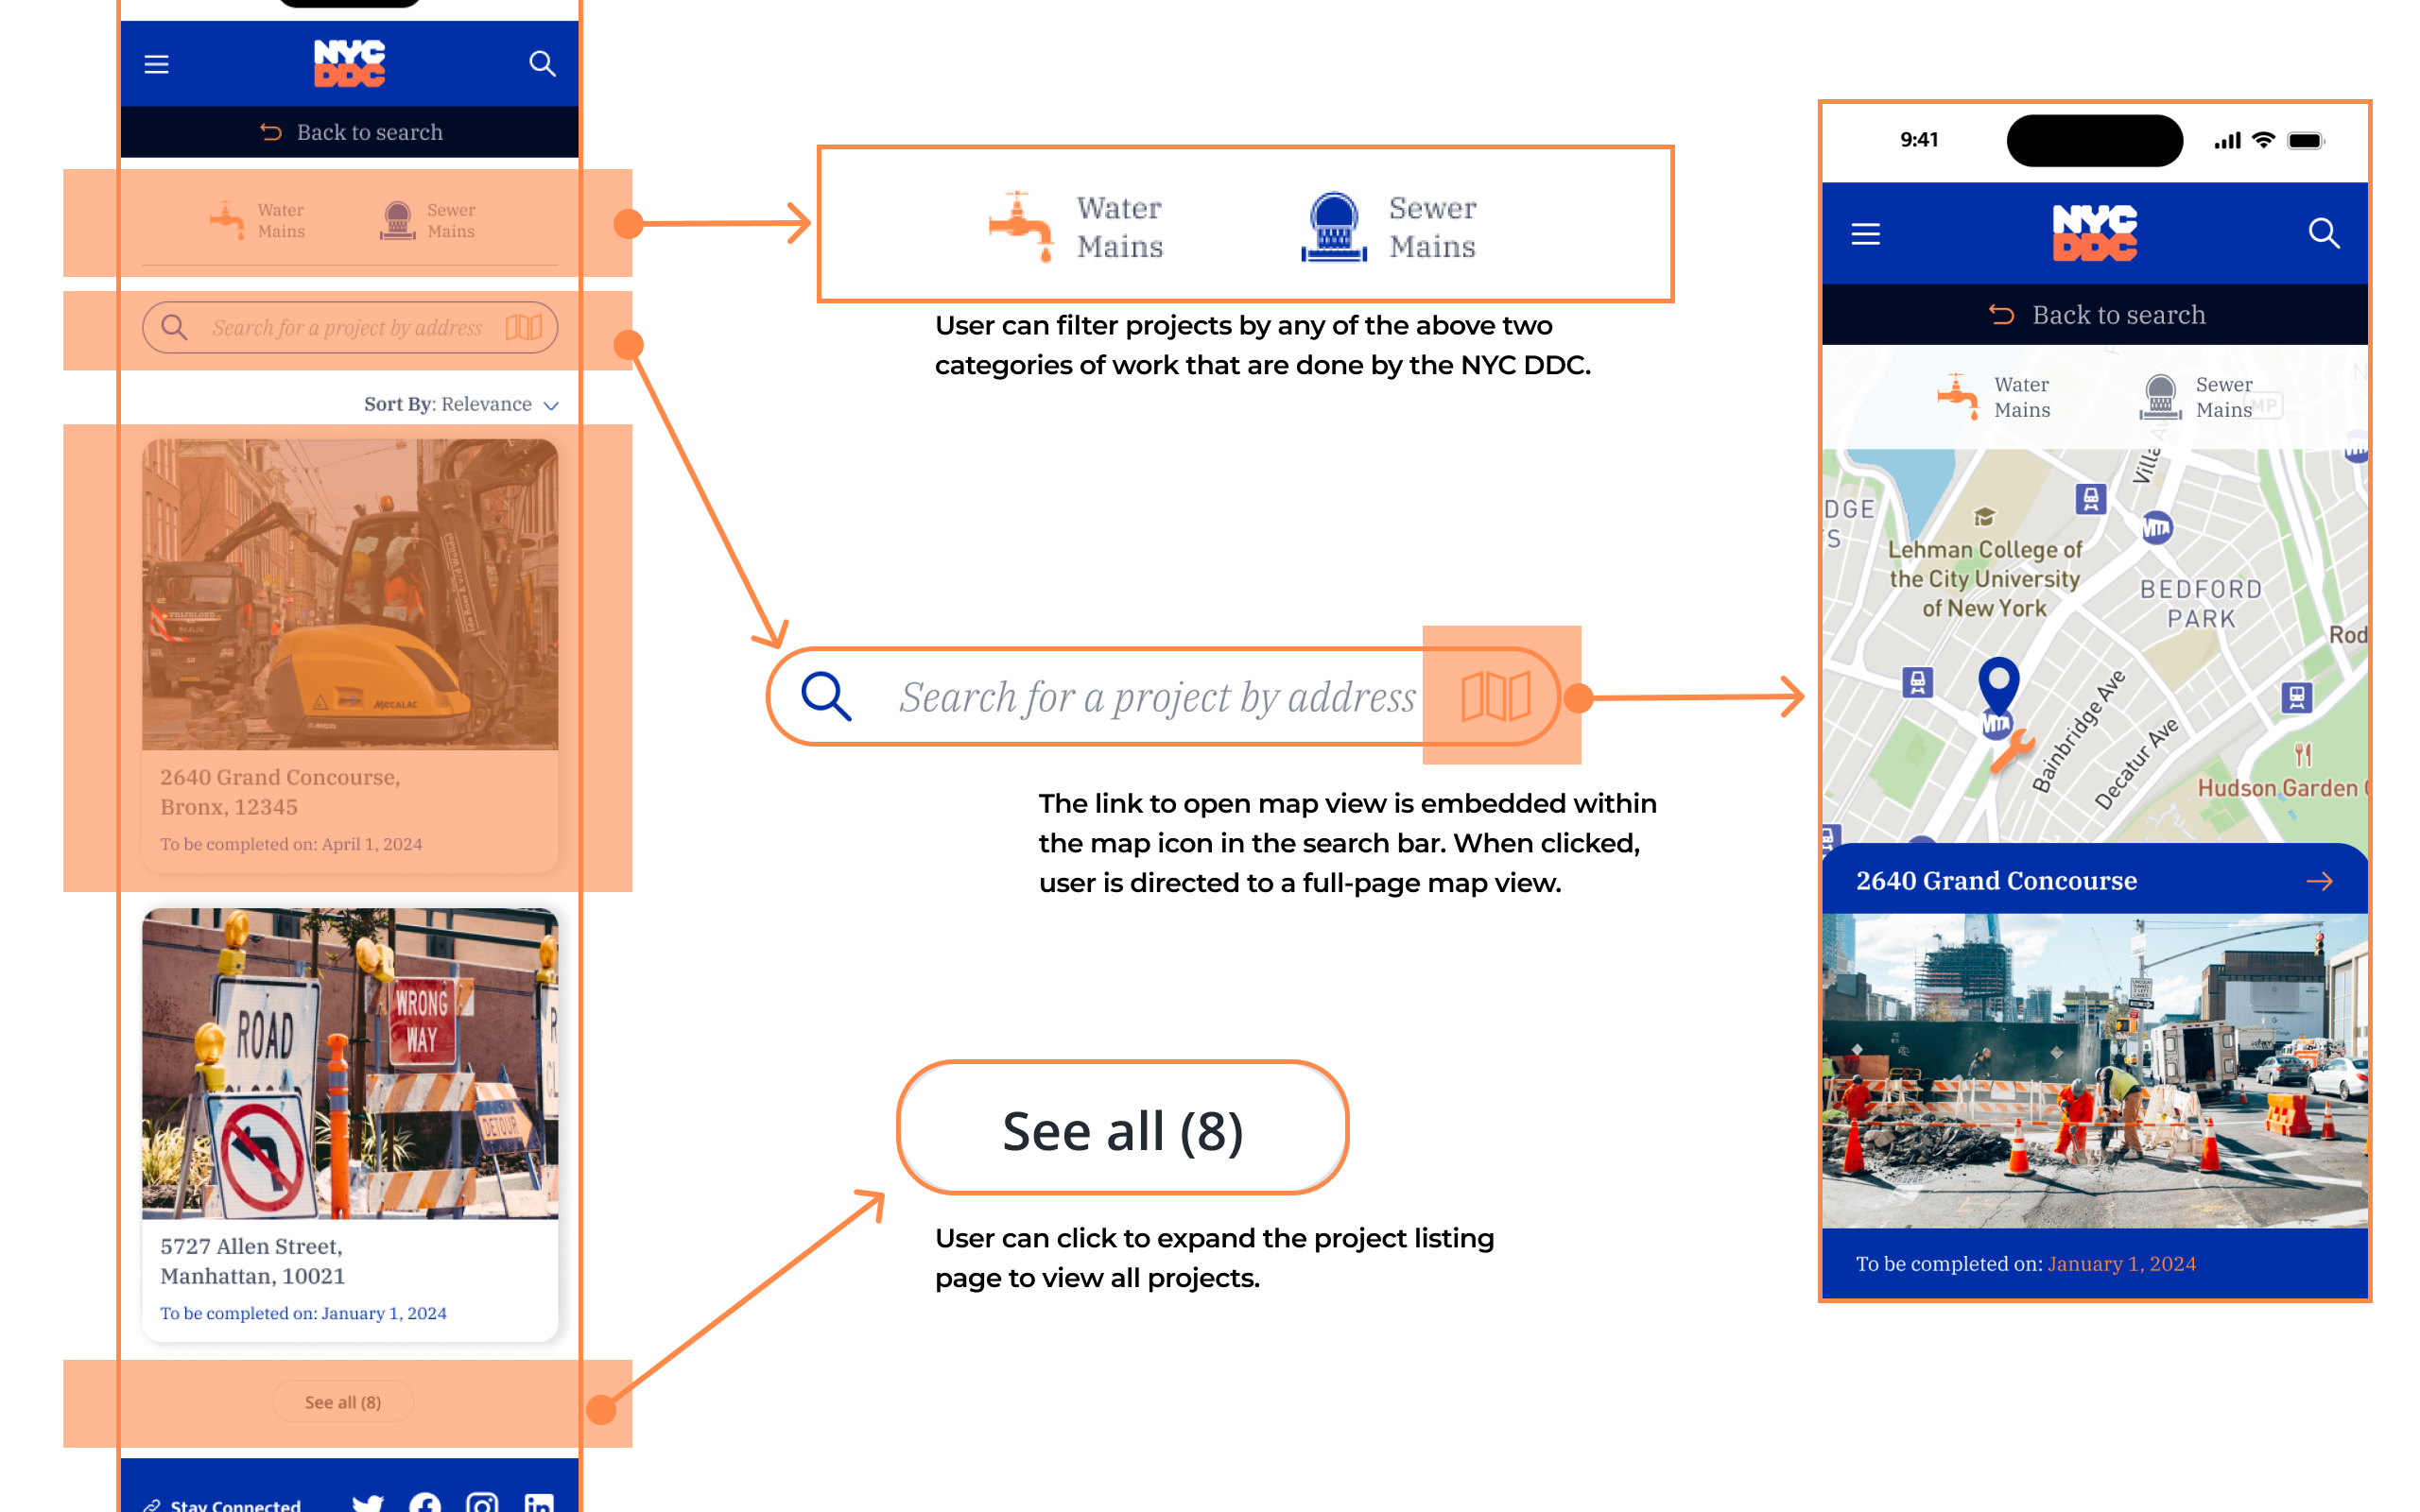 NYC
DDC
Back to search
Water
Mains
Sewer
Mains
Search for a project by address
Sort By: Relevance
TRIJBLOED
MECALAC
2640 Grand Concourse,
Bronx, 12345
To be completed on: April 1, 2024
ROAD
WRONG
WAY
DETOUR
5727 Allen Street,
Manhattan, 10021
To be completed on: January 1, 2024
See all (8)
Stay Connected
Water
Mains
Sewer
Mains
User can filter projects by any of the above two
categories of work that are done by the NYC DDC.
Search for a project by address
The link to open map view is embedded within
the map icon in the search bar. When clicked,
user is directed to a full-page map view.
See all (8)
User can click to expand the project listing
page to view all projects.
9:41
NYC
DDC
Back to search
Water
Mains
Sewer
Mains
MP
Villa Av
DGE
S
MTA
Lehman College of
the City University
of New York
BEDFORD
PARK
Rod
MTA
Bainbridge Ave
Decatur Ave
Hudson Garden
2640 Grand Concourse
To be completed on: January 1, 2024